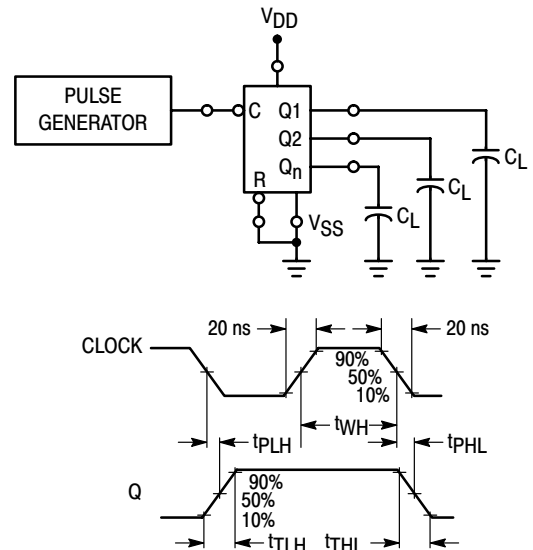 VDD
PULSE
GENERATOR
C
Q1
Q2
Qn
R
VSS
CL
CL
CL
20 ns
20 ns
CLOCK
90%
50%
10%
tWH
tPLH
tPHL
Q
90%
50%
10%
tTLH
tTHL